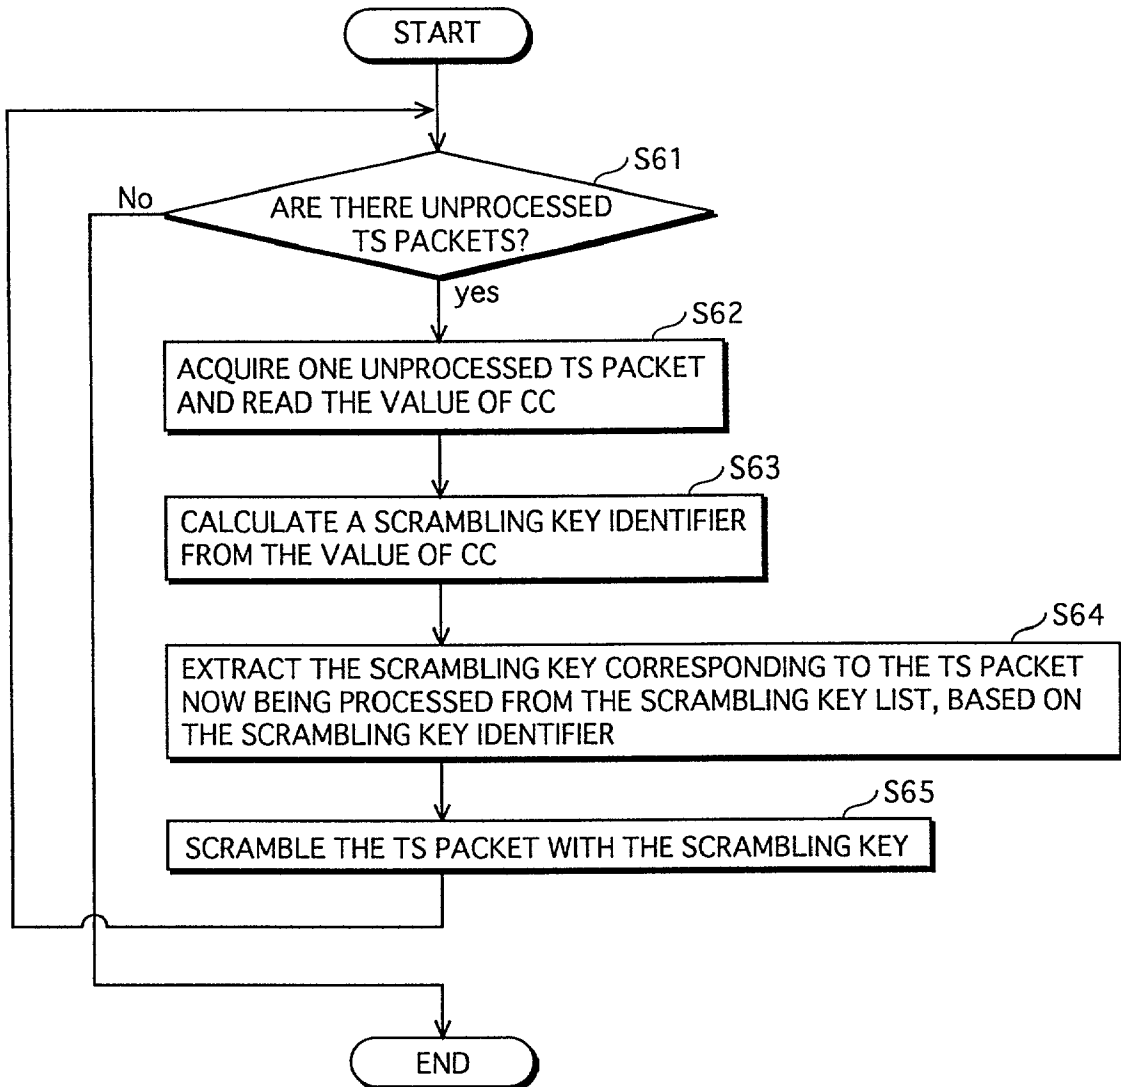 START
S61
No
ARE THERE UNPROCESSED
TS PACKETS?
yes
S62
ACQUIRE ONE UNPROCESSED TS PACKET
AND READ THE VALUE OF CC
S63
CALCULATE A SCRAMBLING KEY IDENTIFIER
FROM THE VALUE OF CC
S64
EXTRACT THE SCRAMBLING KEY CORRESPONDING TO THE TS PACKET
NOW BEING PROCESSED FROM THE SCRAMBLING KEY LIST, BASED ON
THE SCRAMBLING KEY IDENTIFIER
S65
SCRAMBLE THE TS PACKET WITH THE SCRAMBLING KEY
END